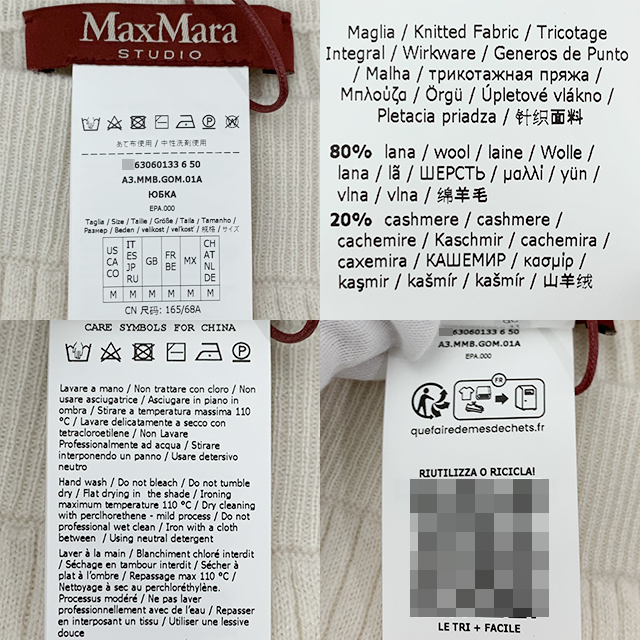 MaxMara
STUDIO
あて布使用 / 中性洗剤使用
63060133 6 50
A3.MMB.GOM.01A
ЮБКА
EPA.000
Taglia / Size / Taille / Größe / Talla / Tamanho /
Размер / Beden / velikost / veľkosť / 规格 / サイズ
US CA CO
IT ES JP RU
GB
FR BE
MX
CH AT NL DE
M M M M M M
CN 尺码: 165/68A
Maglia / Knitted Fabric / Tricotage
Integral / Wirkware / Generos de Punto
/ Malha / трикотажная пряжа /
Μπλούζα / Örgü / Úpletové vlákno /
Pletacia priadza / 针织面料
80% lana / wool / laine / Wolle /
lana / lã / ШЕРСТЬ / μαλλί / yün /
vlna / vlna / 绵羊毛
20% cashmere / cashmere /
cachemire / Kaschmir / cachemira /
caxemira / КАШЕМИР / κασμίρ /
kaşmir / kašmír / kašmír / 山羊绒
CARE SYMBOLS FOR CHINA
Lavare a mano / Non trattare con cloro / Non
usare asciugatrice / Asciugare in piano in
ombra / Stirare a temperatura massima 110
°C / Lavare delicatamente a secco con
tetracloroetilene / Non Lavare
Professionalmente ad acqua / Stirare
interponendo un panno / Usare detersivo
neutro
Hand wash / Do not bleach / Do not tumble
dry / Flat drying in the shade / Ironing
maximum temperature 110 °C / Dry cleaning
with perclhorethene - mild process / Do not
professional wet clean / Iron with a cloth
between / Using neutral detergent
Laver à la main / Blanchiment chloré interdit
/ Séchage en tambour interdit / Sécher à
plat à l'ombre / Repassage max 110 °C /
Nettoyage à sec au perchloréthylène.
Processus modéré / Ne pas laver
professionnellement avec de l'eau / Repasser
en interposant un tissu / Utiliser une lessive
douce
63060133 6 50
A3.MMB.GOM.01A
EPA.000
FR
quefairedemesdechets.fr
RIUTILIZZA O RICICLA!
LE TRI + FACILE